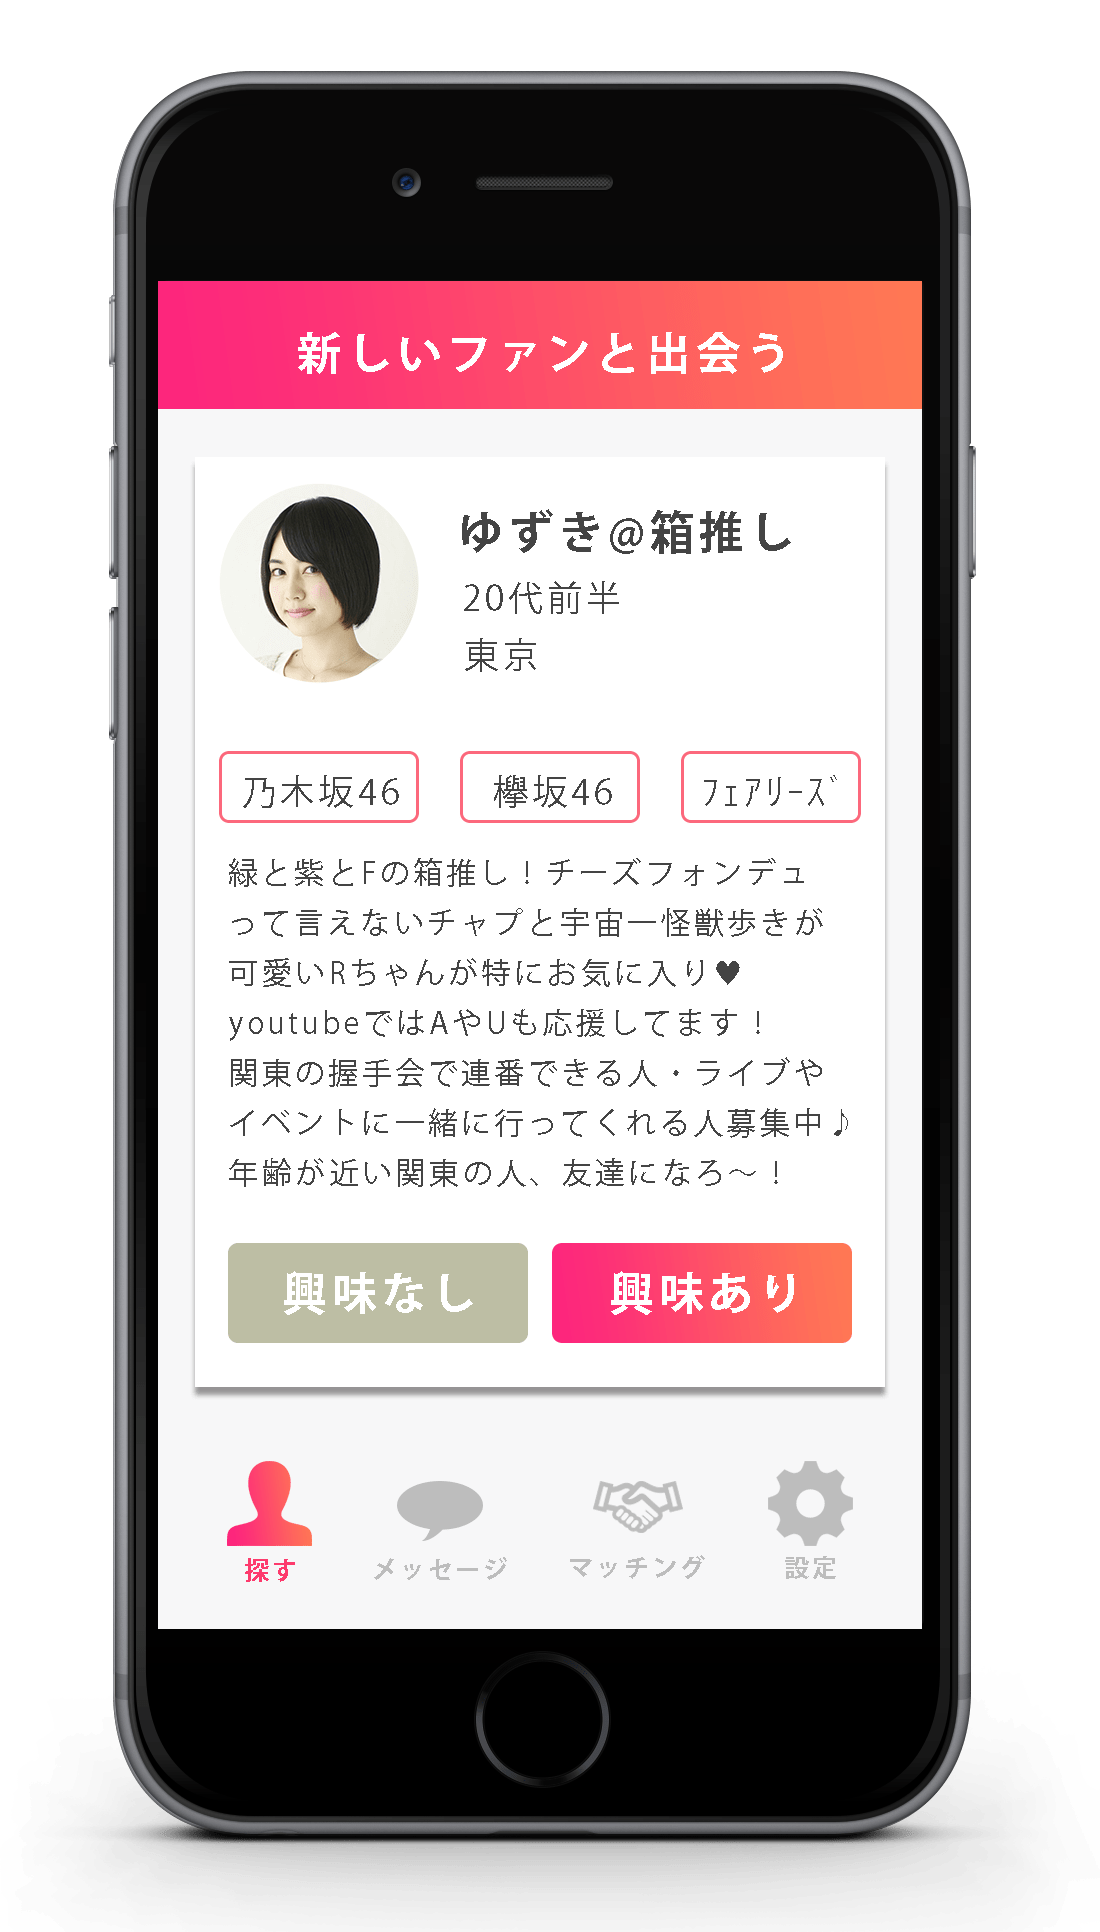 新しいファンと出会う
ゆずき@箱推し
20代前半
東京
乃木坂46 欅坂46 ﾌｪｱﾘｰｽﾞ
緑と紫とFの箱推し！チーズフォンデュ
って言えないチャプと宇宙一怪獣歩きが
可愛いRちゃんが特にお気に入り♥
youtubeではAやUも応援してます！
関東の握手会で連番できる人・ライブや
イベントに一緒に行ってくれる人募集中♪
年齢が近い関東の人、友達になろ～！
興味なし 興味あり
探す メッセージ マッチング 設定